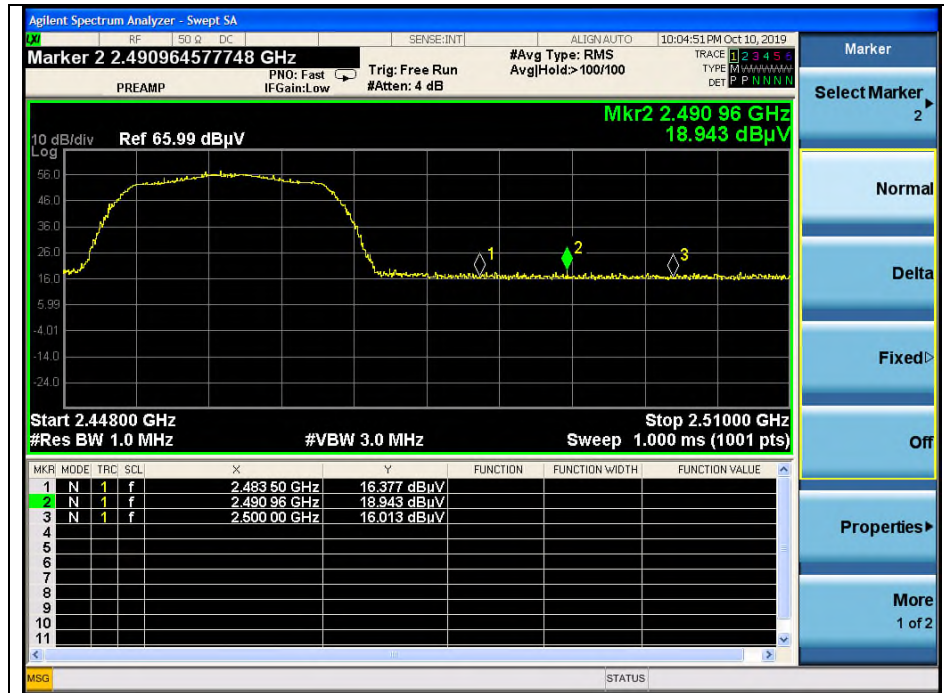 Agilent Spectrum Analyzer - Swept SA
LXI RF 50 Ω DC SENSE:INT ALIGNAUTO 10:04:51 PM Oct 10, 2019
Marker 2 2.490964577748 GHz
PREAMP
PNO: Fast
IFGain:Low
Trig: Free Run
#Atten: 4 dB
#Avg Type: RMS
Avg|Hold:>100/100
TRACE 1 2 3 4 5 6
TYPE MWWWWW
DET P P N N N N
Mkr2 2.490 96 GHz
18.943 dBµV
10 dB/div Ref 65.99 dBµV
Log
56.0
46.0
36.0
26.0
16.0
5.99
-4.01
-14.0
-24.0
1
2
3
Start 2.44800 GHz Stop 2.51000 GHz
#Res BW 1.0 MHz #VBW 3.0 MHz Sweep 1.000 ms (1001 pts)
MKR MODE TRC SCL X Y FUNCTION FUNCTION WIDTH FUNCTION VALUE
1 N 1 f 2.483 50 GHz 16.377 dBµV
2 N 1 f 2.490 96 GHz 18.943 dBµV
3 N 1 f 2.500 00 GHz 16.013 dBµV
4
5
6
7
8
9
10
11
MSG STATUS
Marker
Select Marker
2
Normal
Delta
Fixed
Off
Properties
More
1 of 2